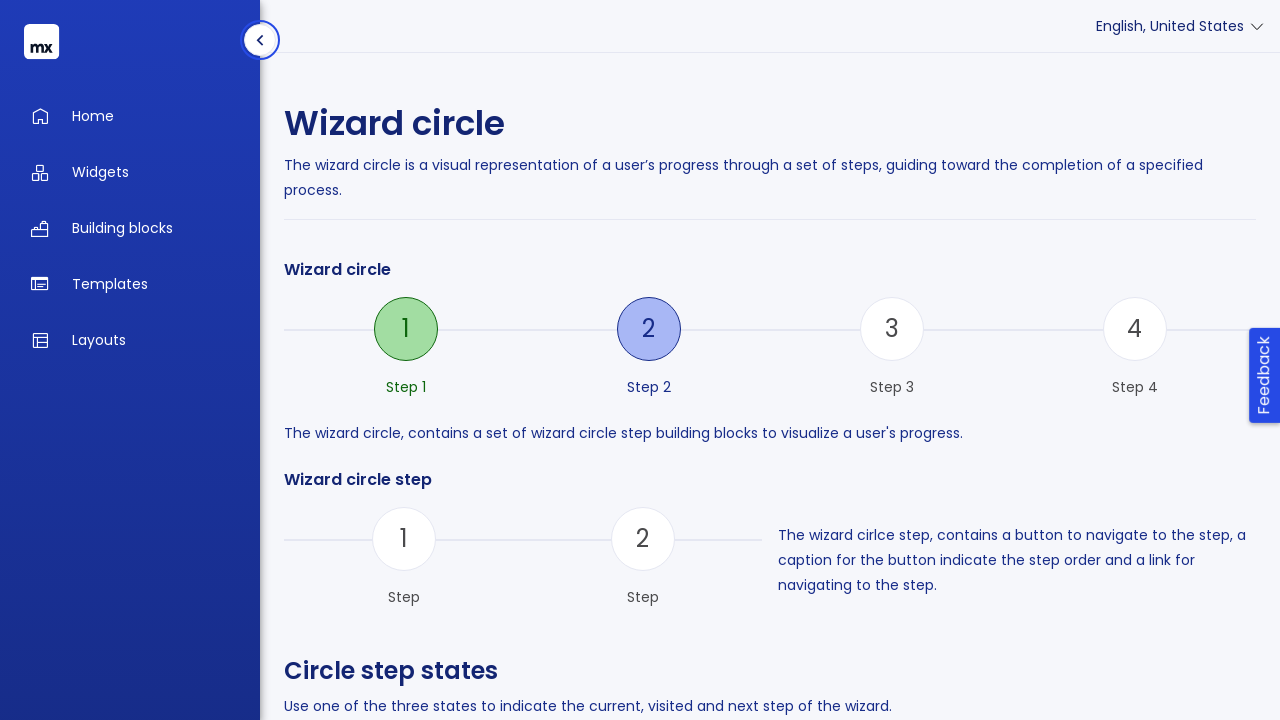 mx
Home
Widgets
Building blocks
Templates
Layouts
English, United States
Wizard circle
The wizard circle is a visual representation of a user’s progress through a set of steps, guiding toward the completion of a specified
process.
Wizard circle
1 2 3 4
Step 1 Step 2 Step 3 Step 4
The wizard circle, contains a set of wizard circle step building blocks to visualize a user's progress.
Wizard circle step
1 2
Step Step
The wizard cirlce step, contains a button to navigate to the step, a
caption for the button indicate the step order and a link for
navigating to the step.
Circle step states
Use one of the three states to indicate the current, visited and next step of the wizard.
Feedback